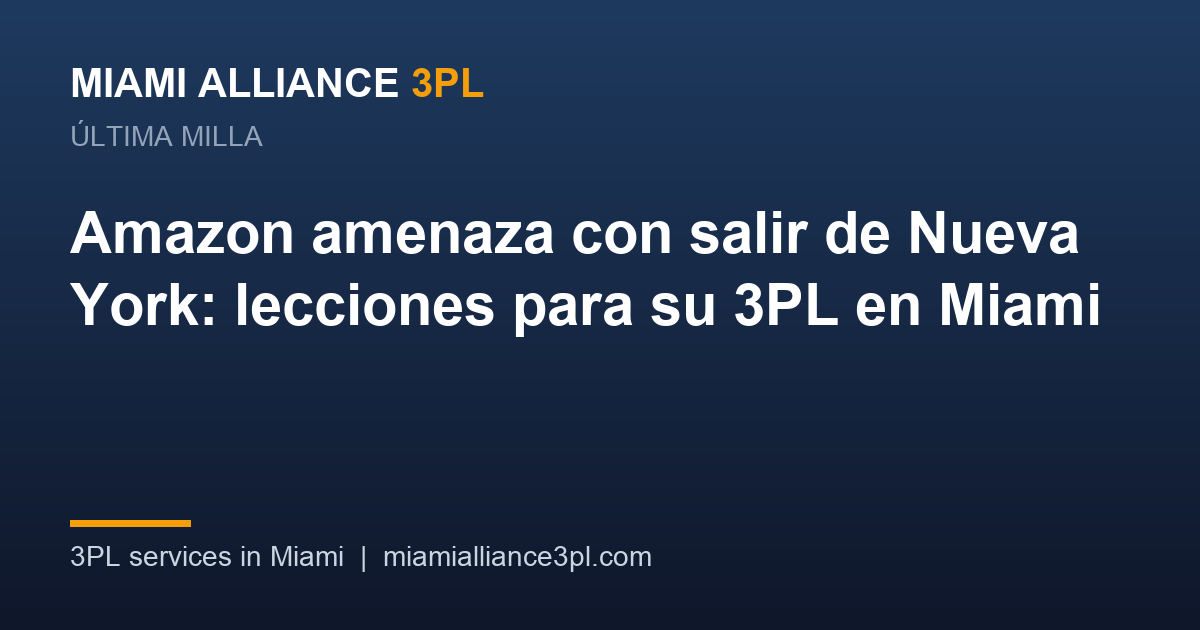 MIAMI ALLIANCE 3PL
ÚLTIMA MILLA
Amazon amenaza con salir de Nueva
York: lecciones para su 3PL en Miami
3PL services in Miami | miamialliance3pl.com